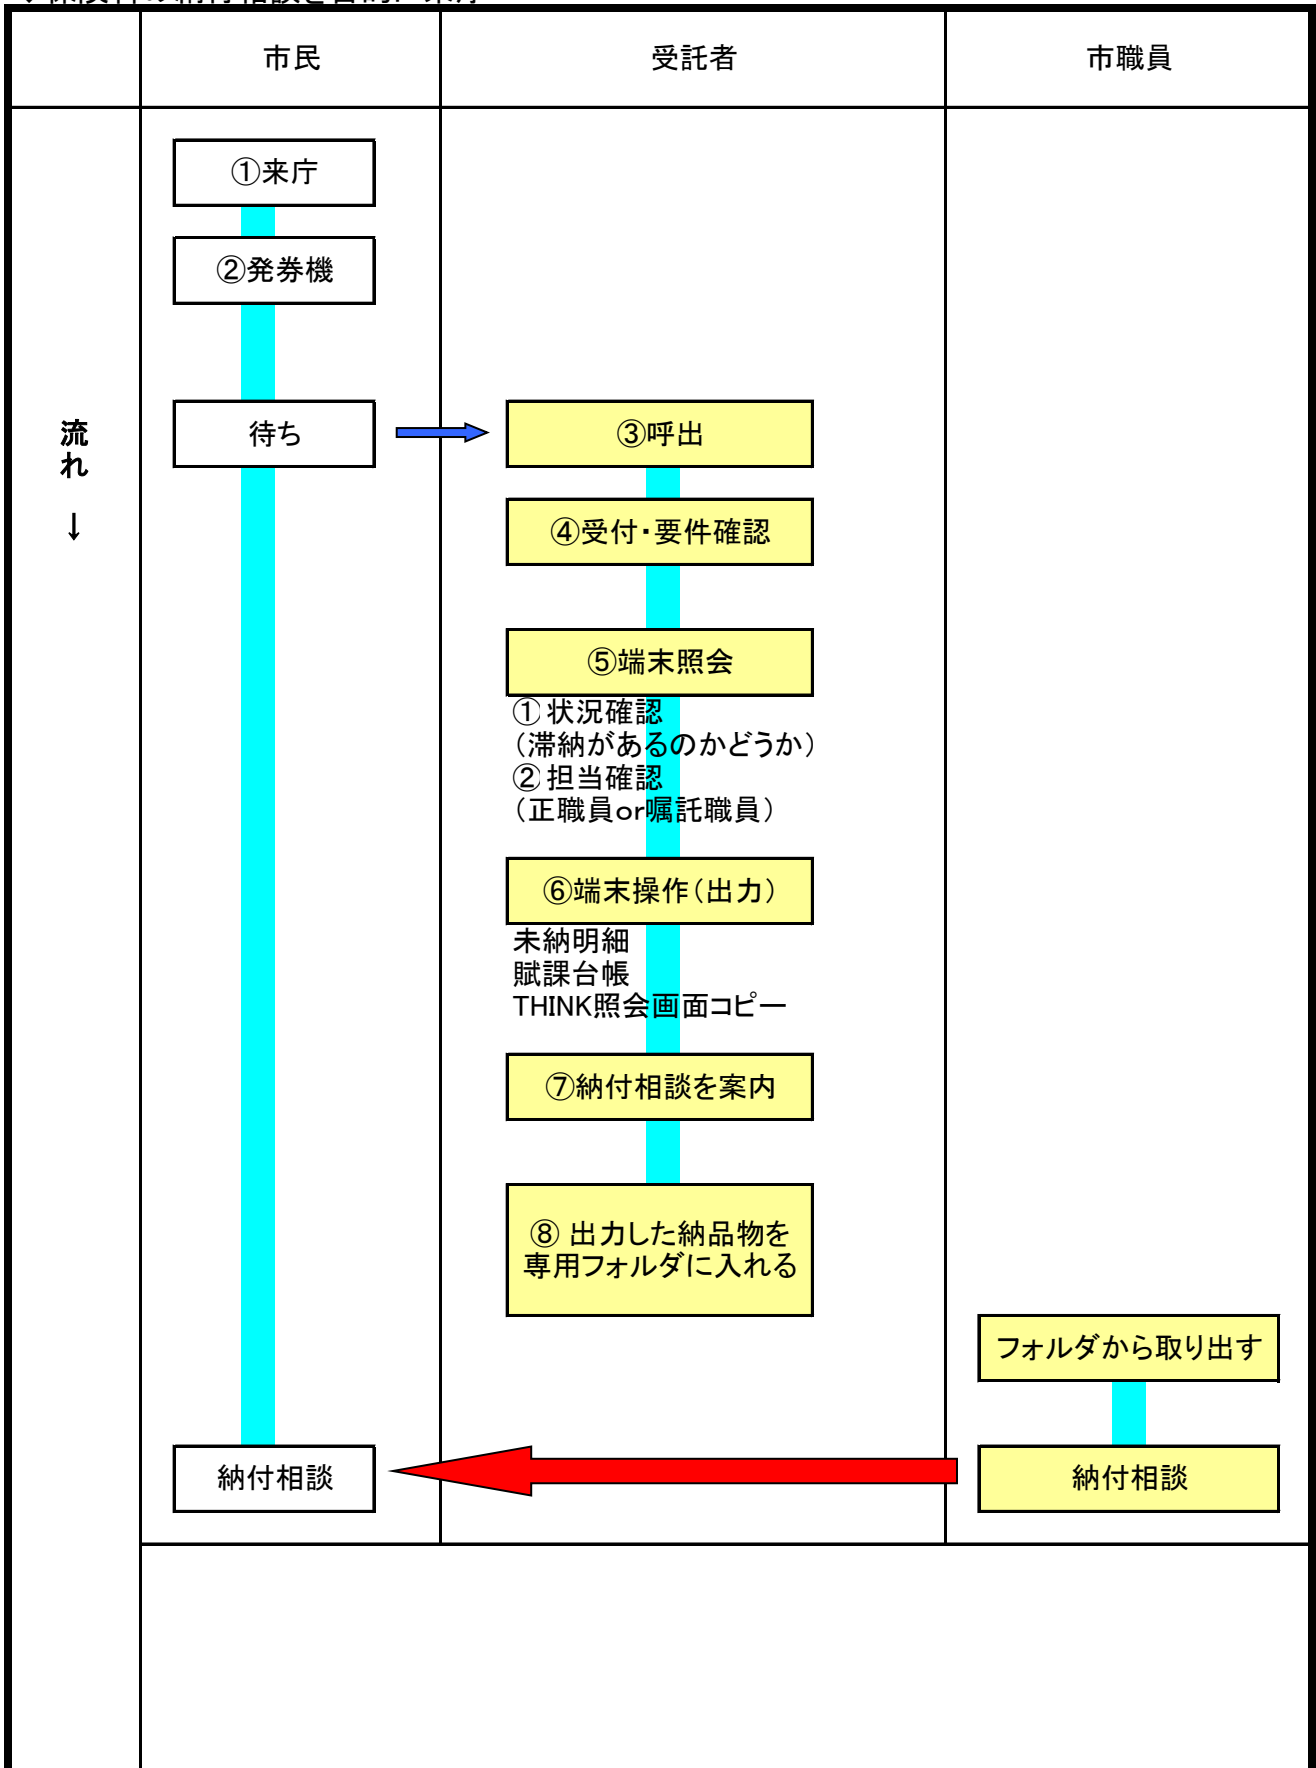 市民
受託者
市職員
流れ
↓
①来庁
②発券機
待ち
③呼出
④受付・要件確認
⑤端末照会
①状況確認
（滞納があるのかどうか）
②担当確認
（正職員or嘱託職員）
⑥端末操作（出力）
未納明細
賦課台帳
THINK照会画面コピー
⑦納付相談を案内
⑧ 出力した納品物を
専用フォルダに入れる
フォルダから取り出す
納付相談
納付相談